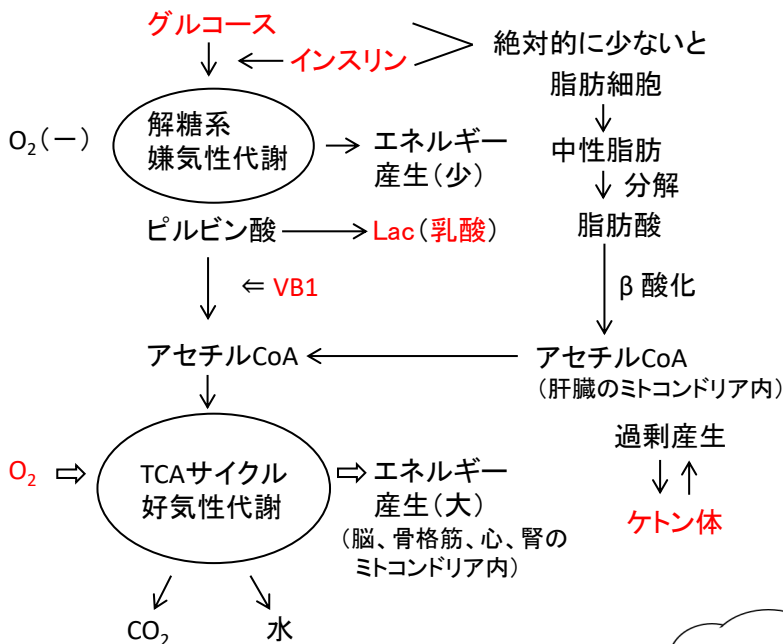 グルコース
インスリン
絶対的に少ないと
脂肪細胞
O₂(ー)
解糖系
嫌気性代謝
エネルギー
産生(少)
中性脂肪
分解
ピルビン酸
Lac(乳酸)
脂肪酸
⇐ VB1
β酸化
アセチルCoA
アセチルCoA
(肝臓のミトコンドリア内)
過剰産生
O₂
TCAサイクル
好気性代謝
エネルギー
産生(大)
(脳、骨格筋、心、腎の
ミトコンドリア内)
ケトン体
CO₂
水